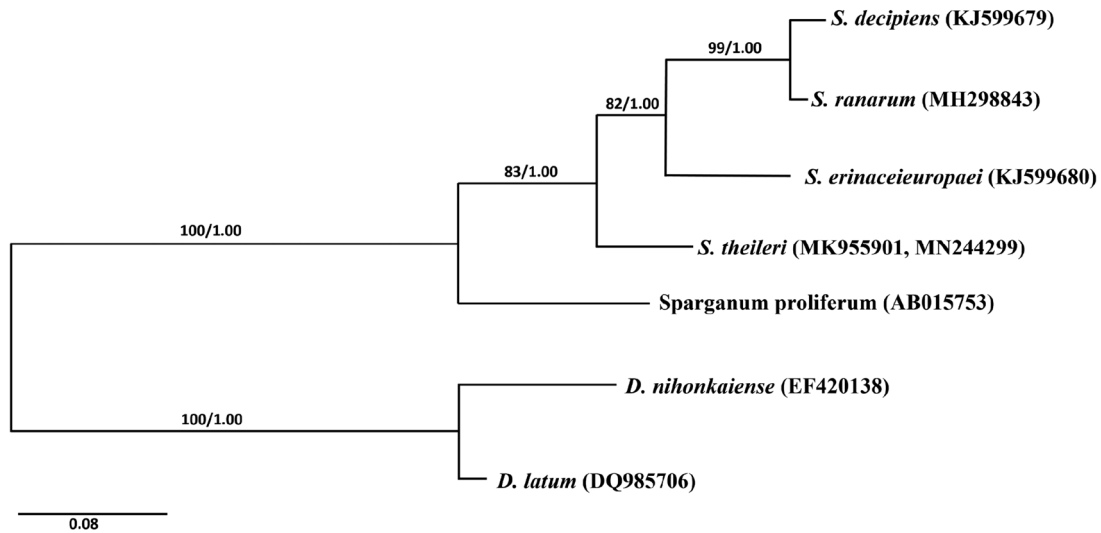 S. decipiens (KJ599679)
99/1.00
S. ranarum (MH298843)
82/1.00
83/1.00
S. erinaceieuropaei (KJ599680)
100/1.00
S. theileri (MK955901, MN244299)
Sparganum proliferum (AB015753)
D. nihonkaiense (EF420138)
100/1.00
D. latum (DQ985706)
0.08